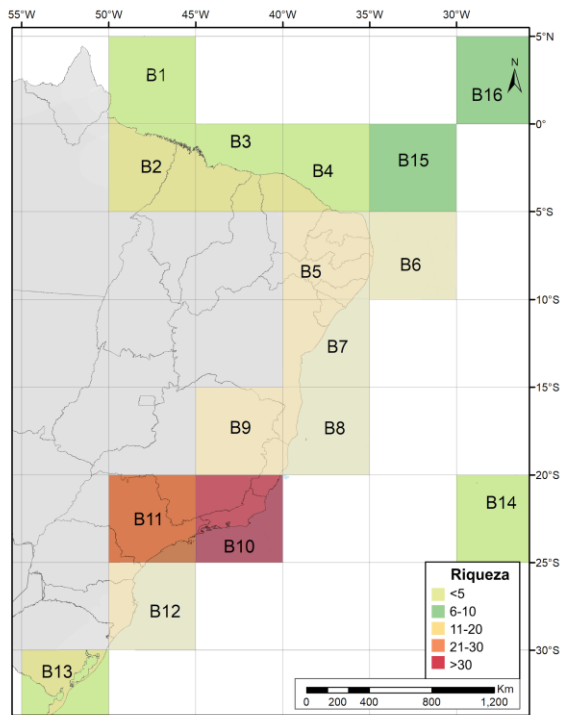 55°W 50°W 45°W 40°W 35°W 30°W
5°N
N
B1
B16
0°
B3
B2
B15
B4
5°S
B5
B6
10°S
B7
15°S
B9
B8
20°S
B14
B11
B10
25°S
Riqueza
<5
6-10
B12
11-20
21-30
>30
30°S
B13
Km
0 200 400 800 1,200